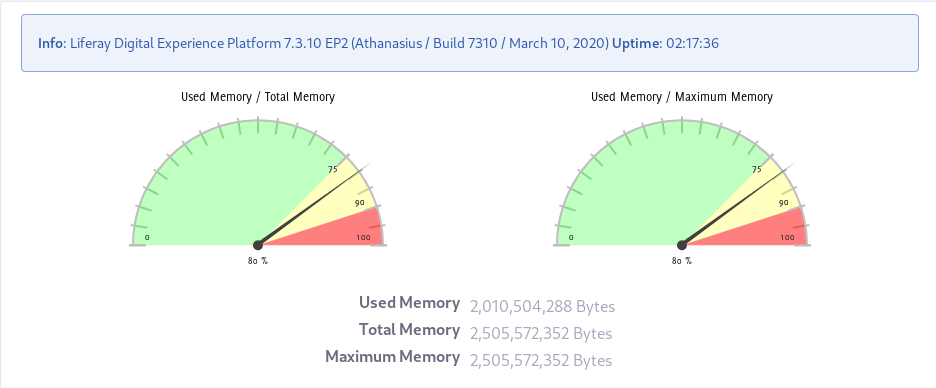 Info: Liferay Digital Experience Platform 7.3.10 EP2 (Athanasius / Build 7310 / March 10, 2020) Uptime: 02:17:36
Used Memory / Total Memory
75
90
0
100
80 %
Used Memory / Maximum Memory
75
90
0
100
80 %
Used Memory 2,010,504,288 Bytes
Total Memory 2,505,572,352 Bytes
Maximum Memory 2,505,572,352 Bytes